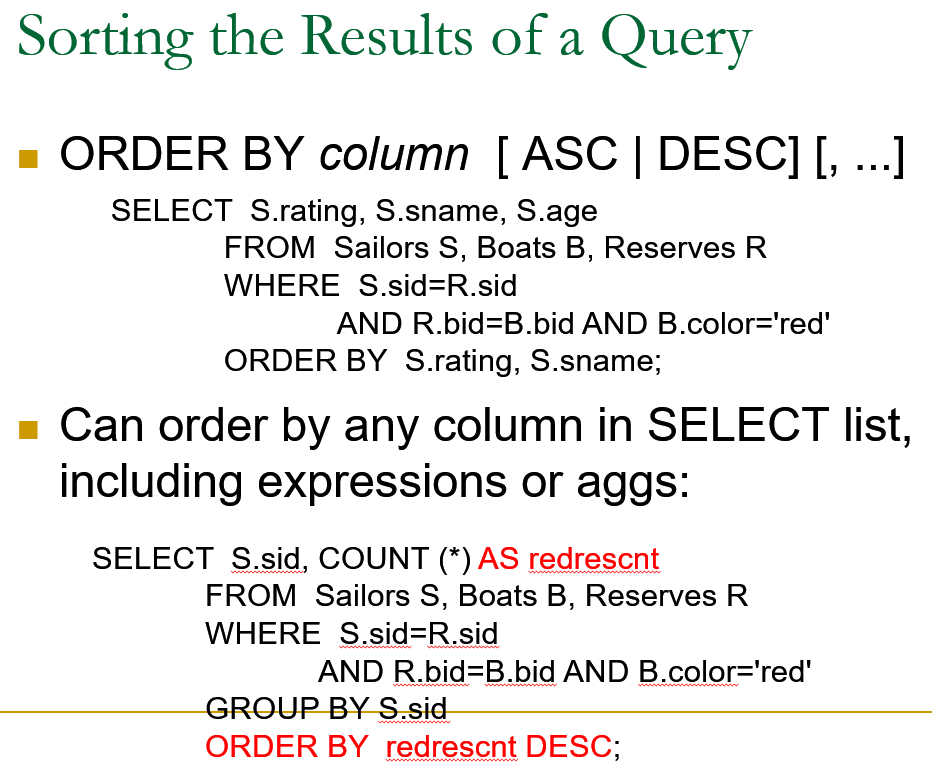 Sorting the Results of a Query
ORDER BY column [ ASC | DESC] [, ...]
SELECT S.rating, S.sname, S.age
FROM Sailors S, Boats B, Reserves R
WHERE S.sid=R.sid
AND R.bid=B.bid AND B.color='red'
ORDER BY S.rating, S.sname;
Can order by any column in SELECT list,
including expressions or aggs:
SELECT S.sid, COUNT (*) AS redrescnt
FROM Sailors S, Boats B, Reserves R
WHERE S.sid=R.sid
AND R.bid=B.bid AND B.color='red'
GROUP BY S.sid
ORDER BY redrescnt DESC;